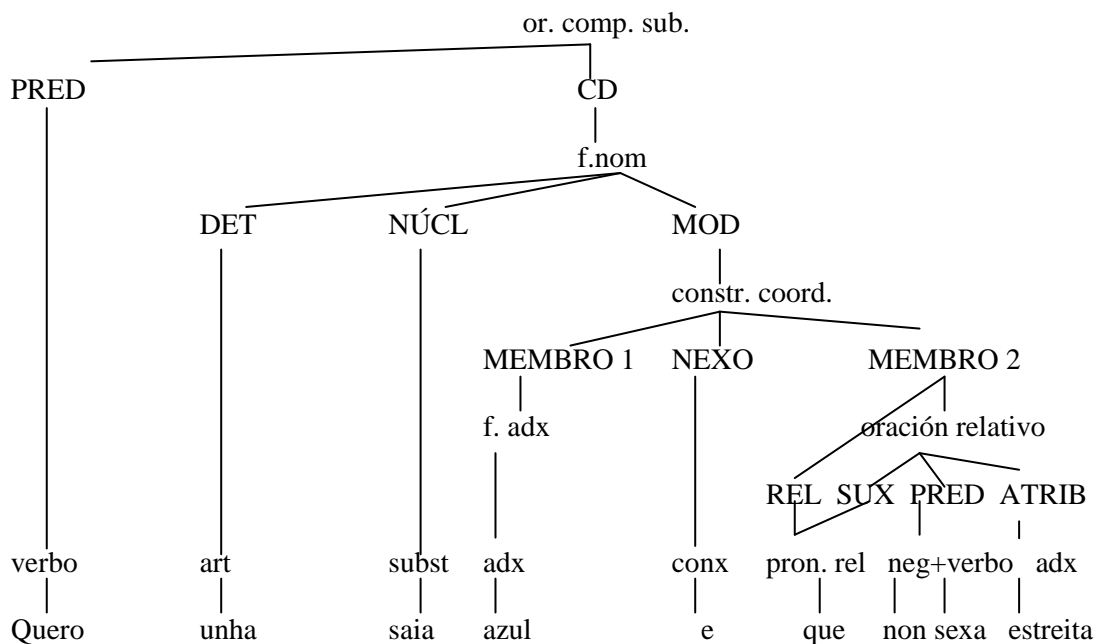 or. comp. sub.
PRED CD
f.nom
DET NÚCL MOD
constr. coord.
MEMBRO 1 NEXO MEMBRO 2
f. adx oración relativo
REL SUX PRED ATRIB
verbo art subst adx conx pron. rel neg+verbo adx
Quero unha saia azul e que non sexa estreita